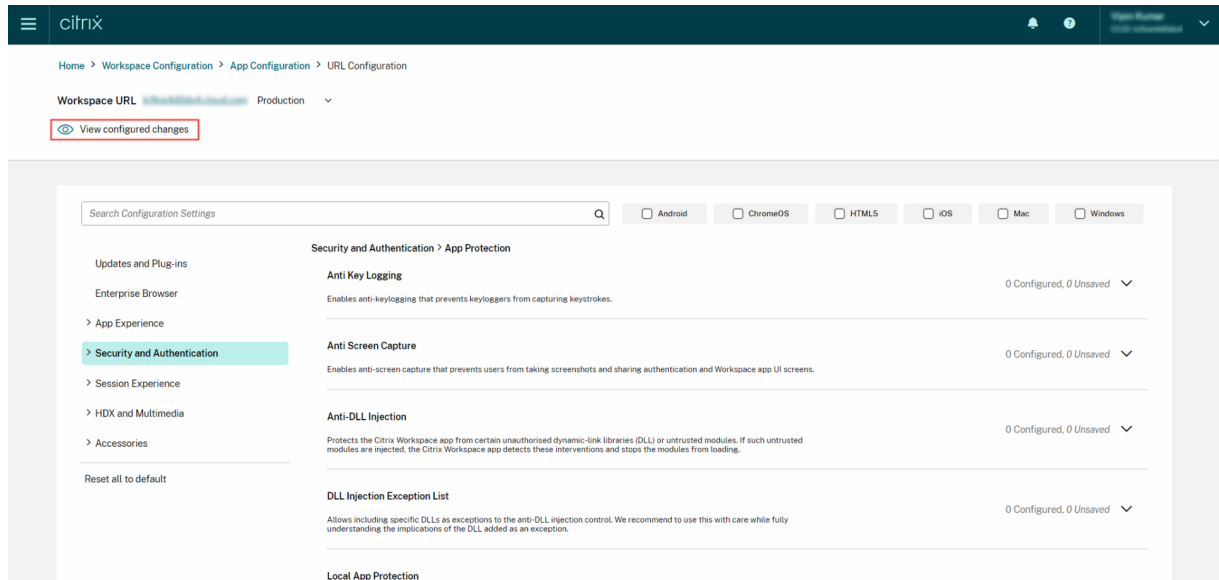 citrix
Home > Workspace Configuration > App Configuration > URL Configuration
Workspace URL Production
View configured changes
Search Configuration Settings
Android ChromeOS HTML5 iOS Mac Windows
Updates and Plug-ins
Enterprise Browser
> App Experience
> Security and Authentication
> Session Experience
> HDX and Multimedia
> Accessories
Reset all to default
Security and Authentication > App Protection
Anti Key Logging
0 Configured, 0 Unsaved
Enables anti-keylogging that prevents keyloggers from capturing keystrokes.
Anti Screen Capture
0 Configured, 0 Unsaved
Enables anti-screen capture that prevents users from taking screenshots and sharing authentication and Workspace app UI screens.
Anti-DLL Injection
0 Configured, 0 Unsaved
Protects the Citrix Workspace app from certain unauthorised dynamic-link libraries (DLL) or untrusted modules. If such untrusted
modules are injected, the Citrix Workspace app detects these interventions and stops the modules from loading.
DLL Injection Exception List
0 Configured, 0 Unsaved
Allows including specific DLLs as exceptions to the anti-DLL injection control. We recommend to use this with care while fully
understanding the implications of the DLL added as an exception.
Local App Protection